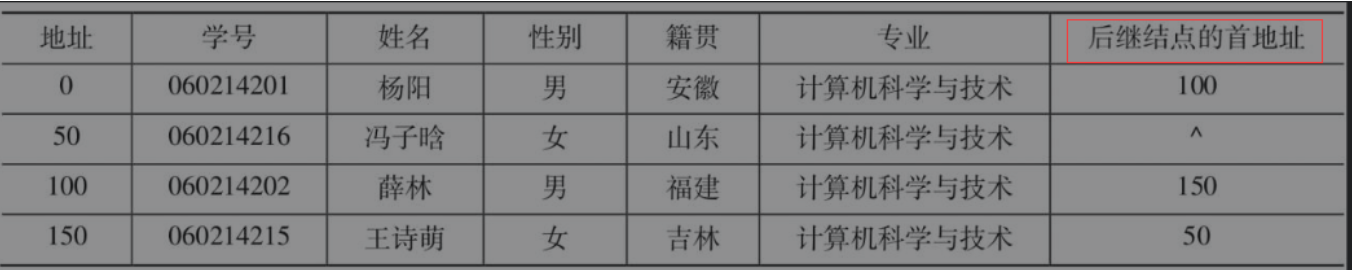 地址 学号 姓名 性别 籍贯 专业 后继结点的首地址
0 060214201 杨阳 男 安徽 计算机科学与技术 100
50 060214216 冯子晗 女 山东 计算机科学与技术 ^
100 060214202 薛林 男 福建 计算机科学与技术 150
150 060214215 王诗萌 女 吉林 计算机科学与技术 50